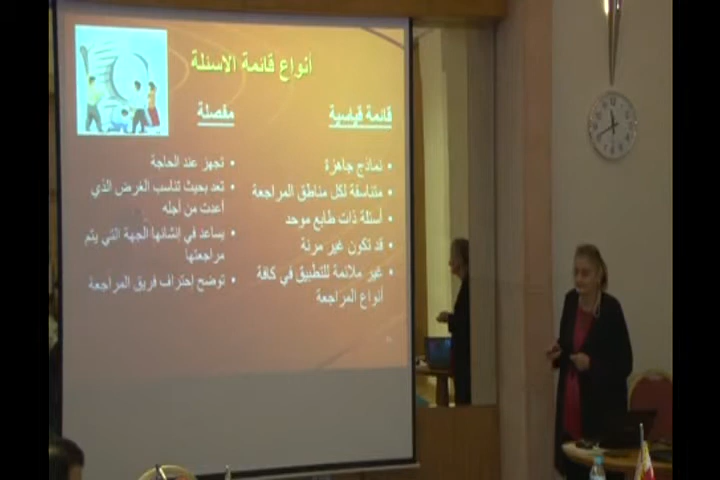 أنواع قائمة الاسئلة
قائمة قياسية
• نماذج جاهزة
• متناسقة لكل مناطق المراجعة
• أسئلة ذات طابع موحد
• قد تكون غير مرنة
• غير ملائمة للتطبيق في كافة
أنواع المراجعة
مفصلة
• تجهز عند الحاجة
• تعد بحيث تناسب الغرض الذي
أعدت من أجله
• يساعد في إنشائها الجهة التي يتم
مراجعتها
• توضح إحتراف فريق المراجعة